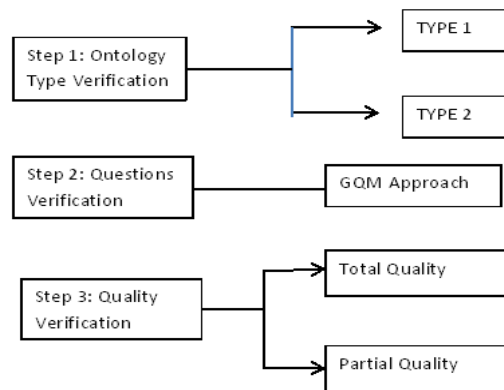 TYPE 1
Step 1: Ontology
Type Verification
TYPE 2
Step 2: Questions
Verification
GQM Approach
Total Quality
Step 3: Quality
Verification
Partial Quality